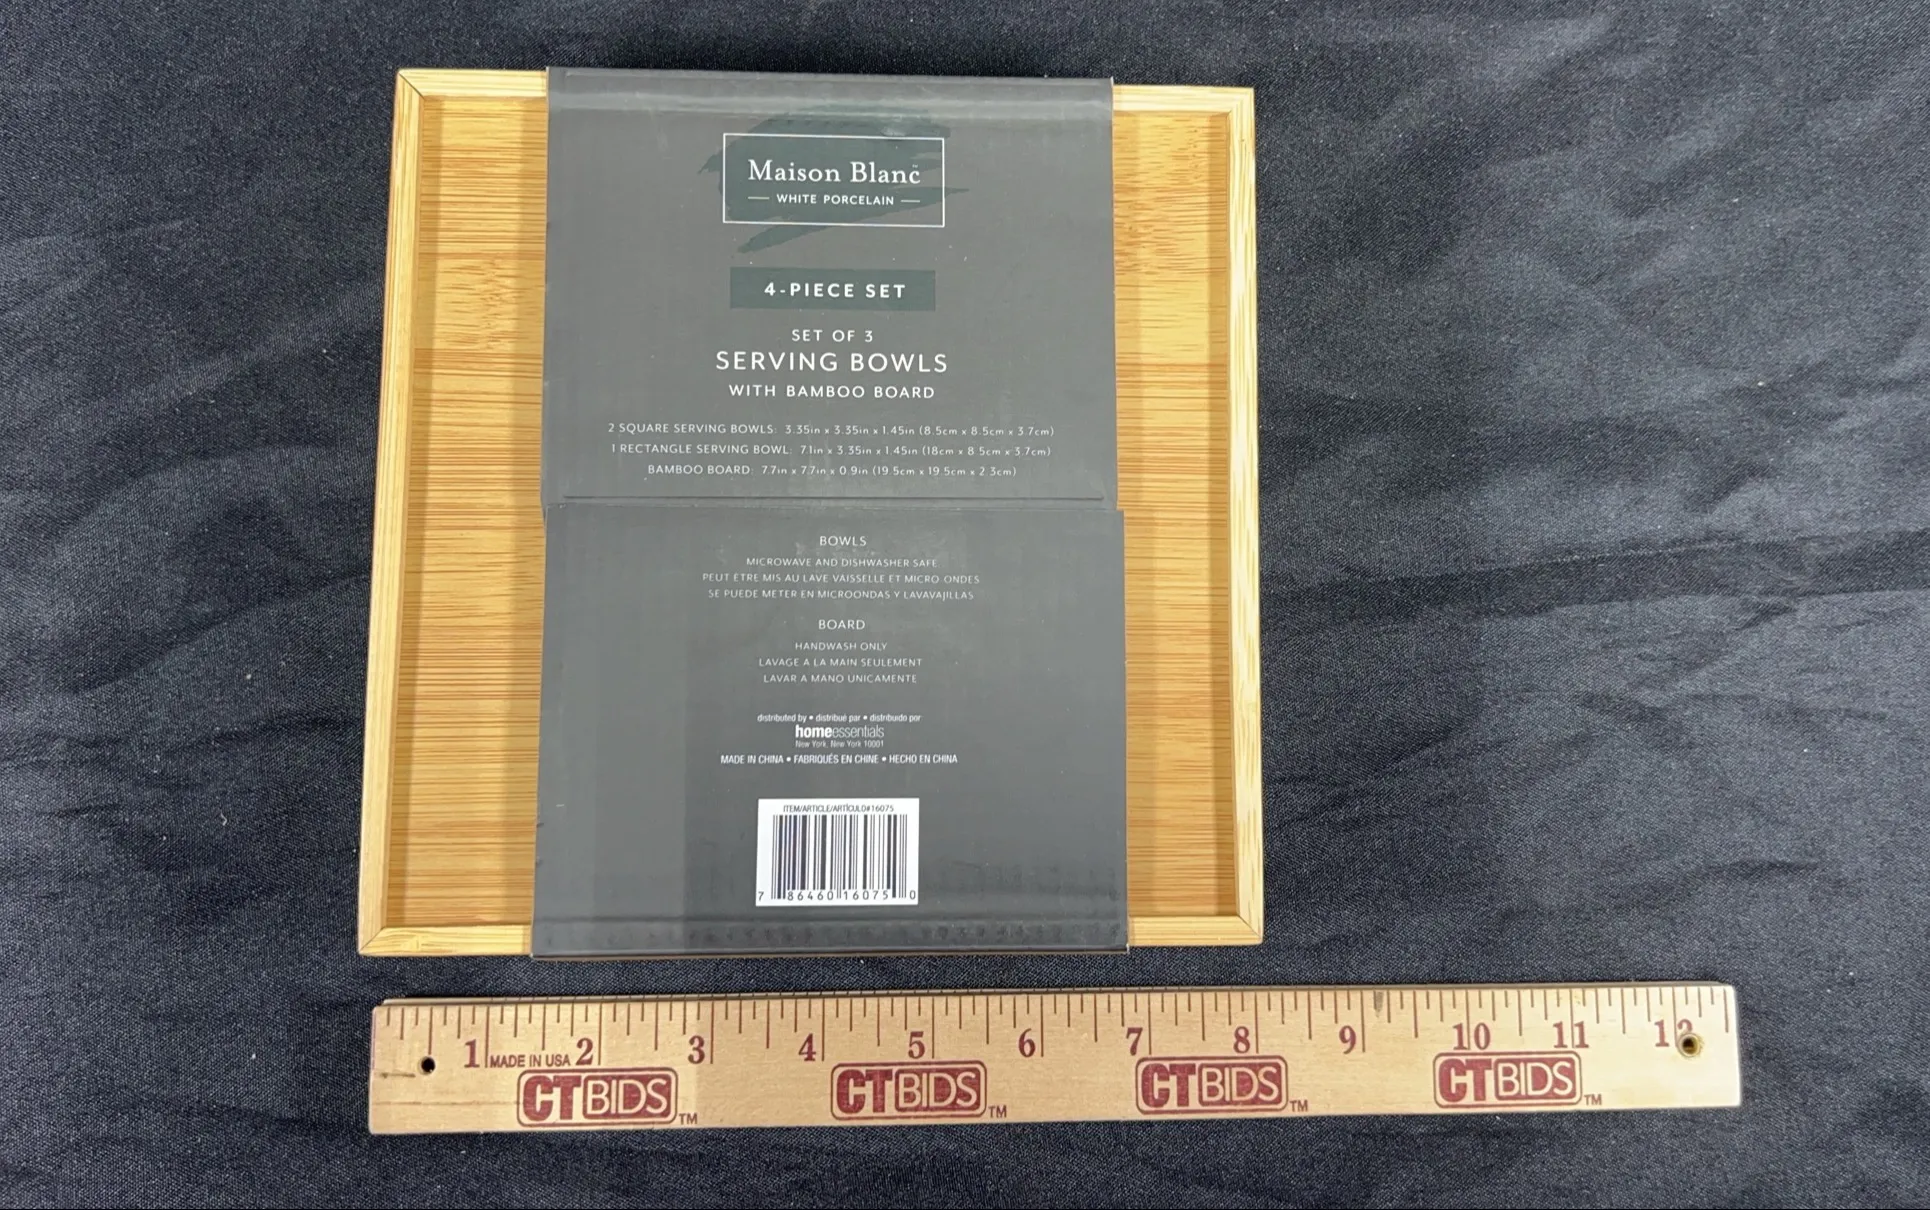 Maison Blanc™
WHITE PORCELAIN
4-PIECE SET
SET OF 3
SERVING BOWLS
WITH BAMBOO BOARD
2 SQUARE SERVING BOWLS: 3.35in x 3.35in x 1.45in (8.5cm x 8.5cm x 3.7cm)
1 RECTANGLE SERVING BOWL: 7.1in x 3.35in x 1.45in (18cm x 8.5cm x 3.7cm)
BAMBOO BOARD: 7.7in x 7.7in x 0.9in (19.5cm x 19.5cm x 2.3cm)
BOWLS
MICROWAVE AND DISHWASHER SAFE
PEUT ETRE MIS AU LAVE VAISSELLE ET MICRO ONDES
SE PUEDE METER EN MICROONDAS Y LAVAVAJILLAS
BOARD
HANDWASH ONLY
LAVAGE A LA MAIN SEULEMENT
LAVAR A MANO UNICAMENTE
distributed by • distribué par • distribuido por
homeessentials
New York, New York 10001
MADE IN CHINA • FABRIQUÉS EN CHINE • HECHO EN CHINA
ITEM/ARTICLE/ARTÍCULO#16075
7 86460 16075 0
1 2 3 4 5 6 7 8 9 10 11 12
MADE IN USA
CTBIDS™ CTBIDS™ CTBIDS™ CTBIDS™